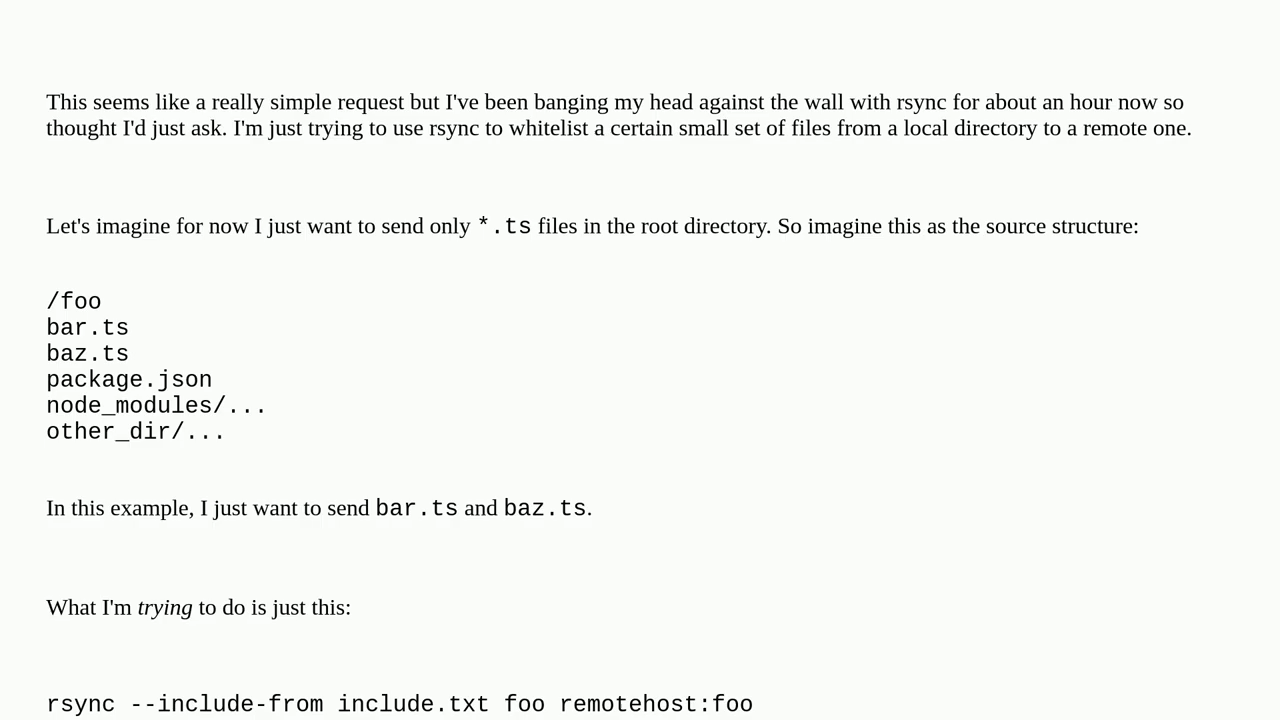 This seems like a really simple request but I've been banging my head against the wall with rsync for about an hour now so
thought I'd just ask. I'm just trying to use rsync to whitelist a certain small set of files from a local directory to a remote one.
Let's imagine for now I just want to send only *.ts files in the root directory. So imagine this as the source structure:
/foo
bar.ts
baz.ts
package.json
node_modules/...
other_dir/...
In this example, I just want to send bar.ts and baz.ts.
What I'm trying to do is just this:
rsync --include-from include.txt foo remotehost:foo